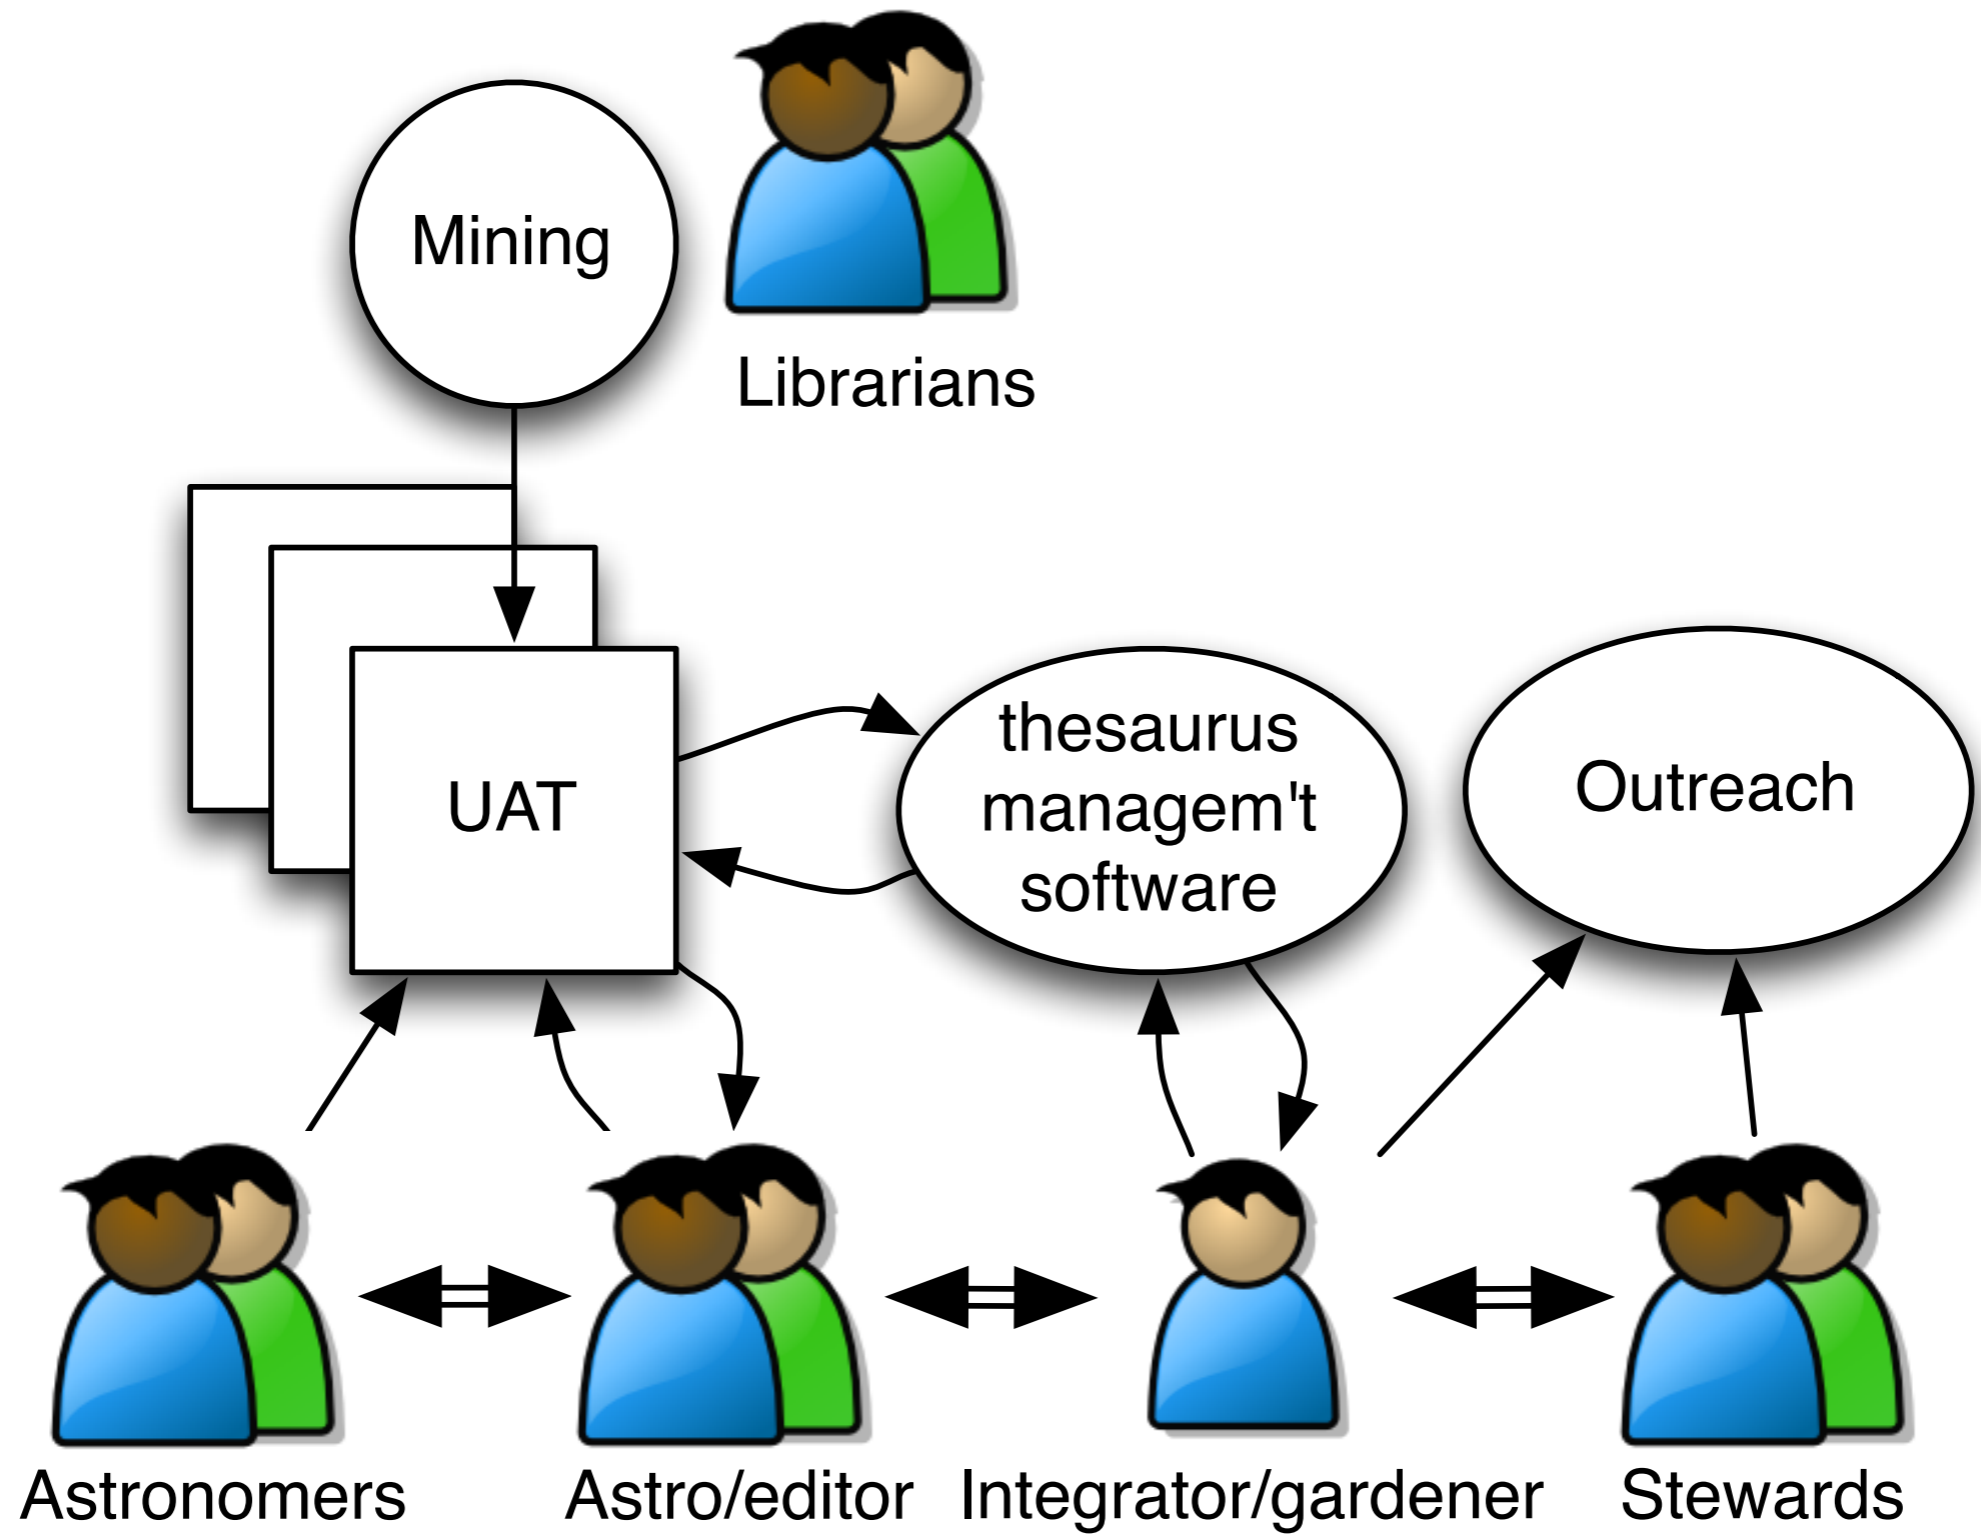 Mining
Librarians
UAT
thesaurus
managem't
software
Outreach
Astronomers
Astro/editor
Integrator/gardener
Stewards